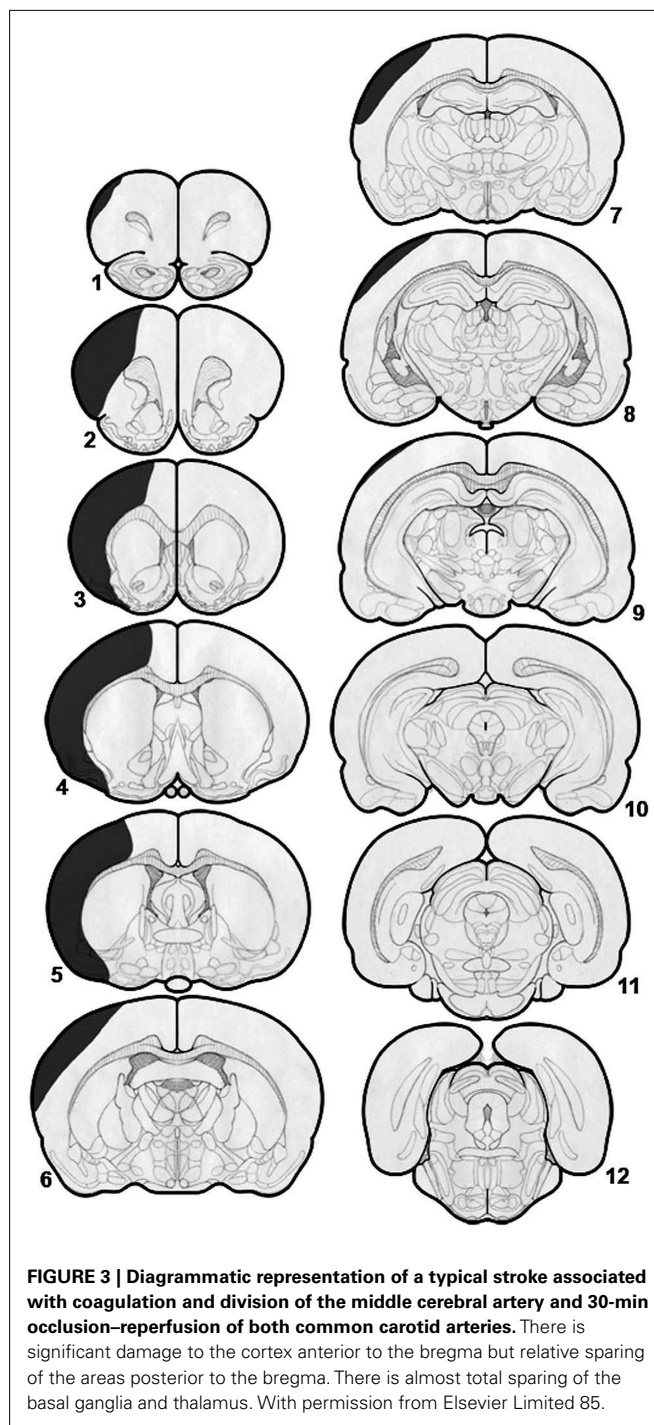 1
2
3
4
5
6
7
8
9
10
11
12
FIGURE 3 | Diagrammatic representation of a typical stroke associated
with coagulation and division of the middle cerebral artery and 30-min
occlusion–reperfusion of both common carotid arteries. There is
significant damage to the cortex anterior to the bregma but relative sparing
of the areas posterior to the bregma. There is almost total sparing of the
basal ganglia and thalamus. With permission from Elsevier Limited 85.